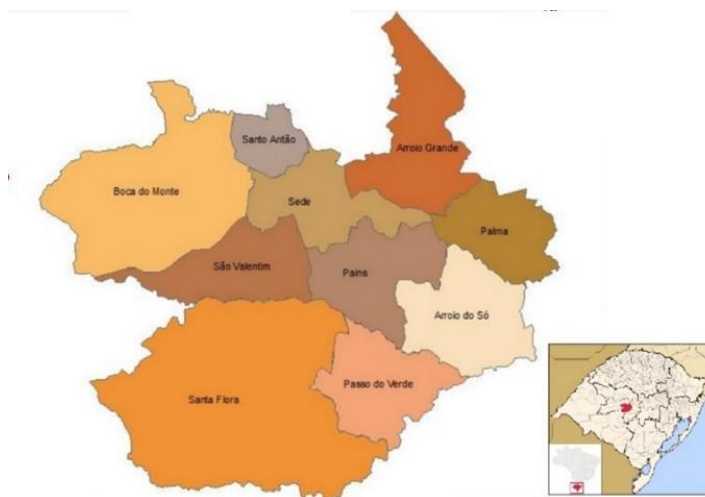 Santo Antão
Arroio Grande
Boca do Monte
Sede
Palma
São Valentim
Pains
Arroio do Só
Passo do Verde
Santa Flora